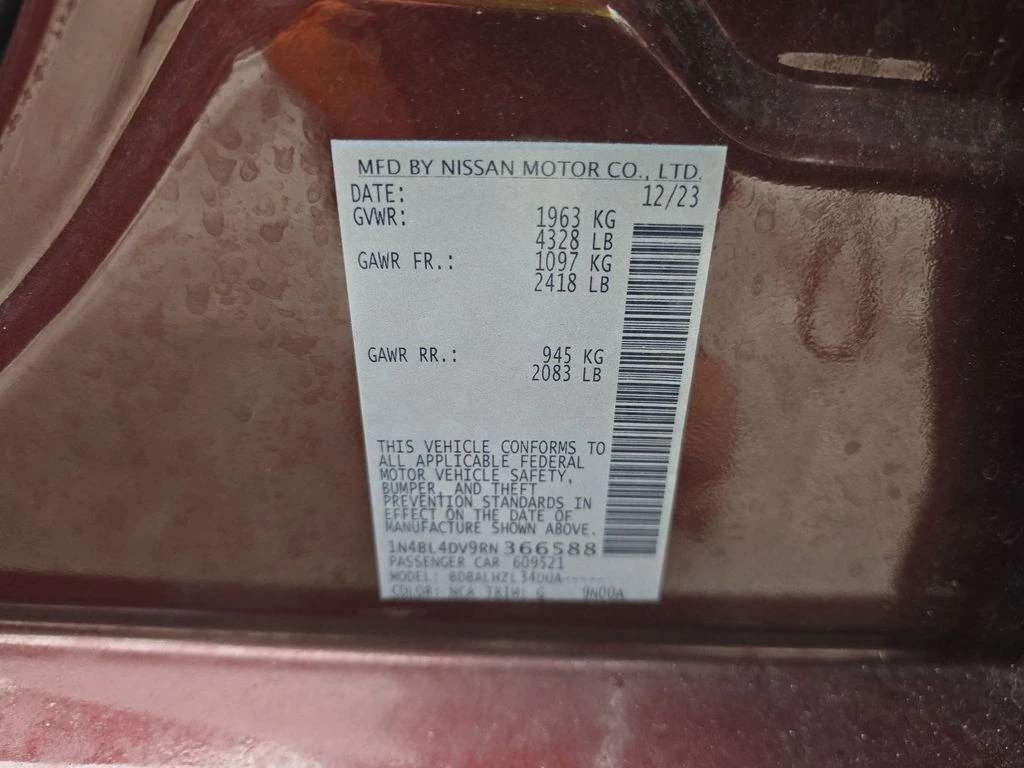 MFD BY NISSAN MOTOR CO., LTD.
DATE: 12/23
GVWR: 1963 KG
4328 LB
GAWR FR.: 1097 KG
2418 LB
GAWR RR.: 945 KG
2083 LB
THIS VEHICLE CONFORMS TO
ALL APPLICABLE FEDERAL
MOTOR VEHICLE SAFETY,
BUMPER, AND THEFT
PREVENTION STANDARDS IN
EFFECT ON THE DATE OF
MANUFACTURE SHOWN ABOVE.
1N4BL4DV9RN366588
PASSENGER CAR 609521
MODEL:
COLOR: NCA TRIM: G 9N00A